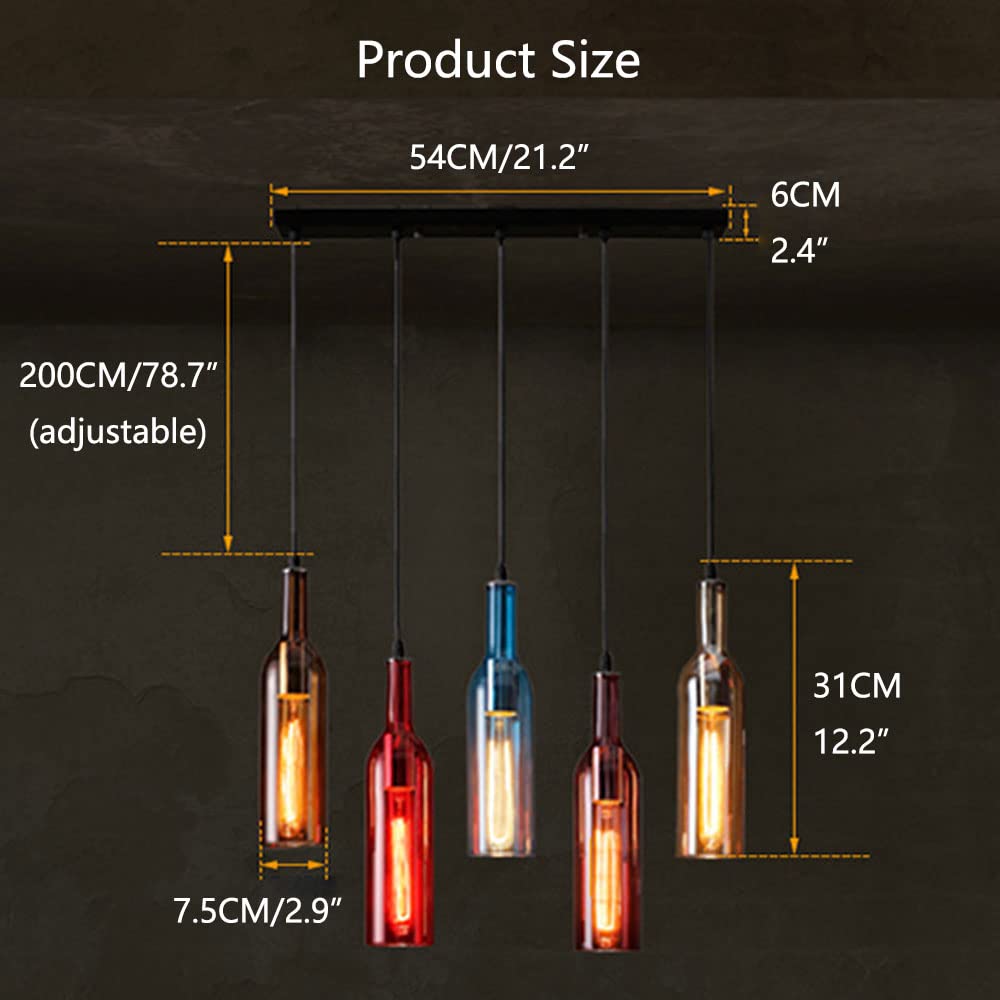 Product Size
54CM/21.2”
6CM
2.4”
200CM/78.7”
(adjustable)
31CM
12.2”
7.5CM/2.9”